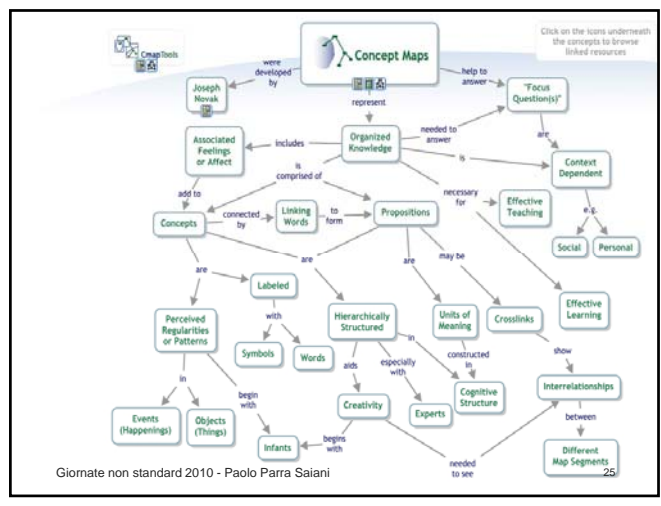 CmapTools
Concept Maps
Click on the icons underneath
the concepts to browse
linked resources
were
developed
by
help to
answer
Joseph
Novak
"Focus
Question(s)"
represent
Associated
Feelings
or Affect
includes
Organized
Knowledge
needed to
answer
are
is
comprised of
is
Context
Dependent
add to
necessary
for
Effective
Teaching
e.g.
Concepts
connected
by
Linking
Words
to
form
Propositions
Social
Personal
are
are
are
may be
Labeled
Perceived
Regularities
or Patterns
with
Hierarchically
Structured
Units of
Meaning
Crosslinks
Effective
Learning
Symbols
Words
aids
especially
with
in
constructed
in
show
in
begin
with
Creativity
Experts
Cognitive
Structure
Interrelationships
Events
(Happenings)
Objects
(Things)
Infants
begins
with
needed
to see
between
Different
Map Segments
Giornate non standard 2010 - Paolo Parra Saiani
25